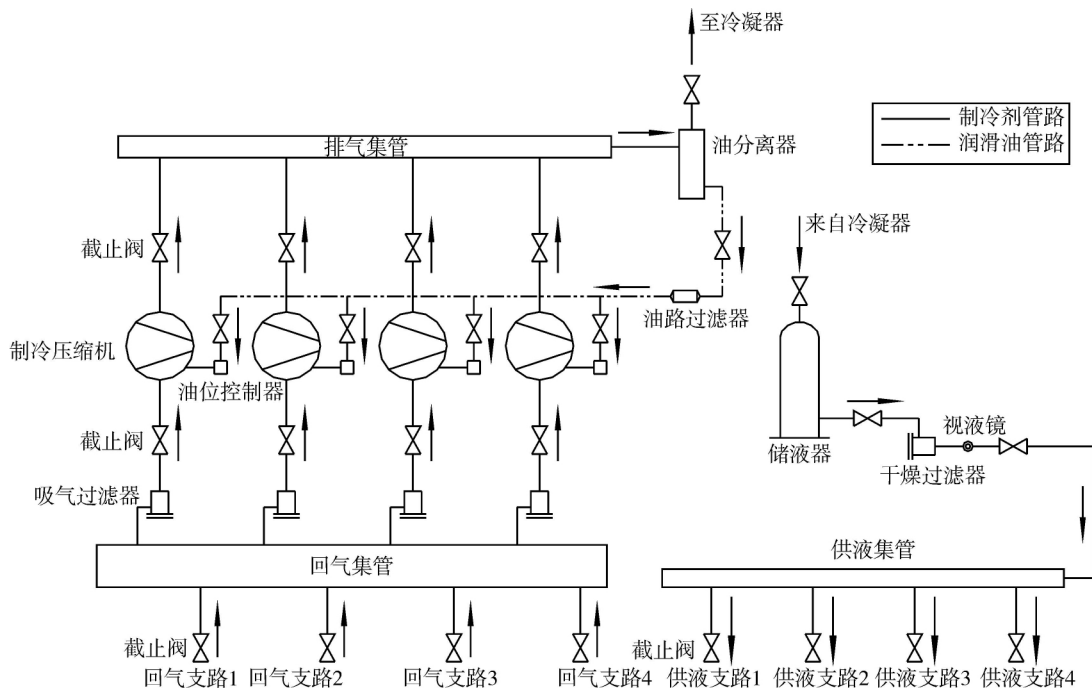 至冷凝器
制冷剂管路
润滑油管路
排气集管
油分离器
截止阀
来自冷凝器
油路过滤器
制冷压缩机
油位控制器
截止阀
视液镜
储液器
干燥过滤器
吸气过滤器
回气集管
供液集管
截止阀
回气支路1
回气支路2
回气支路3
回气支路4
截止阀
供液支路1
供液支路2
供液支路3
供液支路4